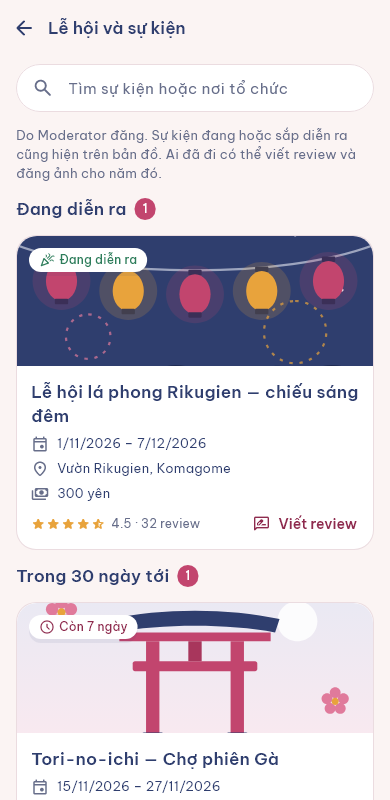 Lễ hội và sự kiện
Tìm sự kiện hoặc nơi tổ chức
Do Moderator đăng. Sự kiện đang hoặc sắp diễn ra
cũng hiện trên bản đồ. Ai đã đi có thể viết review và
đăng ảnh cho năm đó.
Đang diễn ra 1
Đang diễn ra
Lễ hội lá phong Rikugien — chiếu sáng
đêm
1/11/2026 – 7/12/2026
Vườn Rikugien, Komagome
300 yên
4.5 · 32 review Viết review
Trong 30 ngày tới 1
Còn 7 ngày
Tori-no-ichi — Chợ phiên Gà
15/11/2026 – 27/11/2026